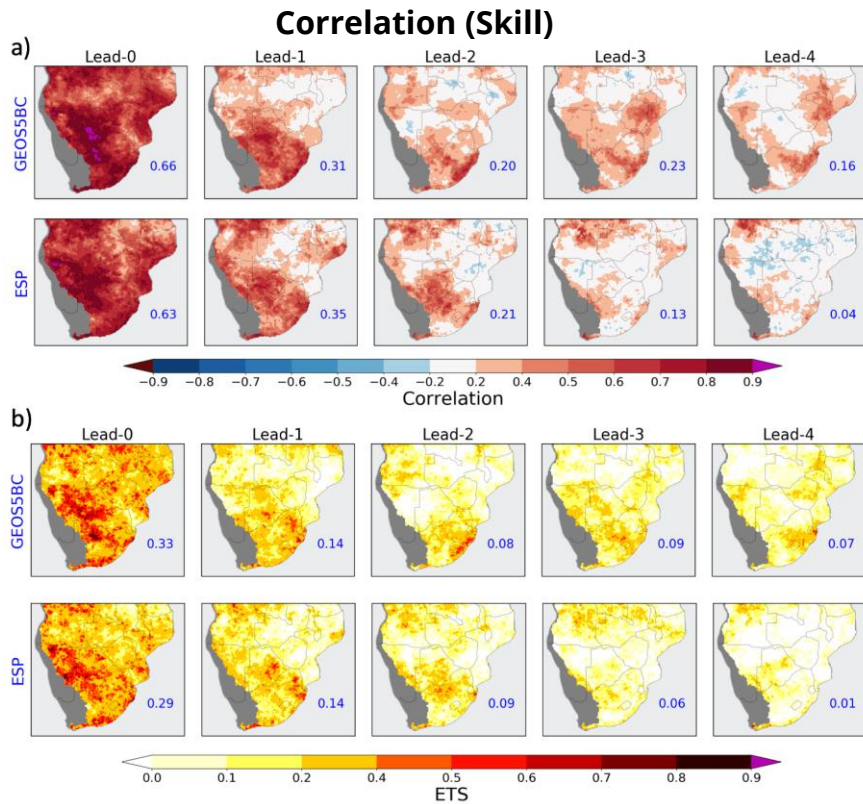 Correlation (Skill)
a)
Lead-0 Lead-1 Lead-2 Lead-3 Lead-4
GEOS5BC
0.66 0.31 0.20 0.23 0.16
ESP
0.63 0.35 0.21 0.13 0.04
−0.9 −0.8 −0.7 −0.6 −0.5 −0.4 −0.2 0.2 0.4 0.5 0.6 0.7 0.8 0.9
Correlation
b)
Lead-0 Lead-1 Lead-2 Lead-3 Lead-4
GEOS5BC
0.33 0.14 0.08 0.09 0.07
ESP
0.29 0.14 0.09 0.06 0.01
0.0 0.1 0.2 0.4 0.5 0.6 0.7 0.8 0.9
ETS